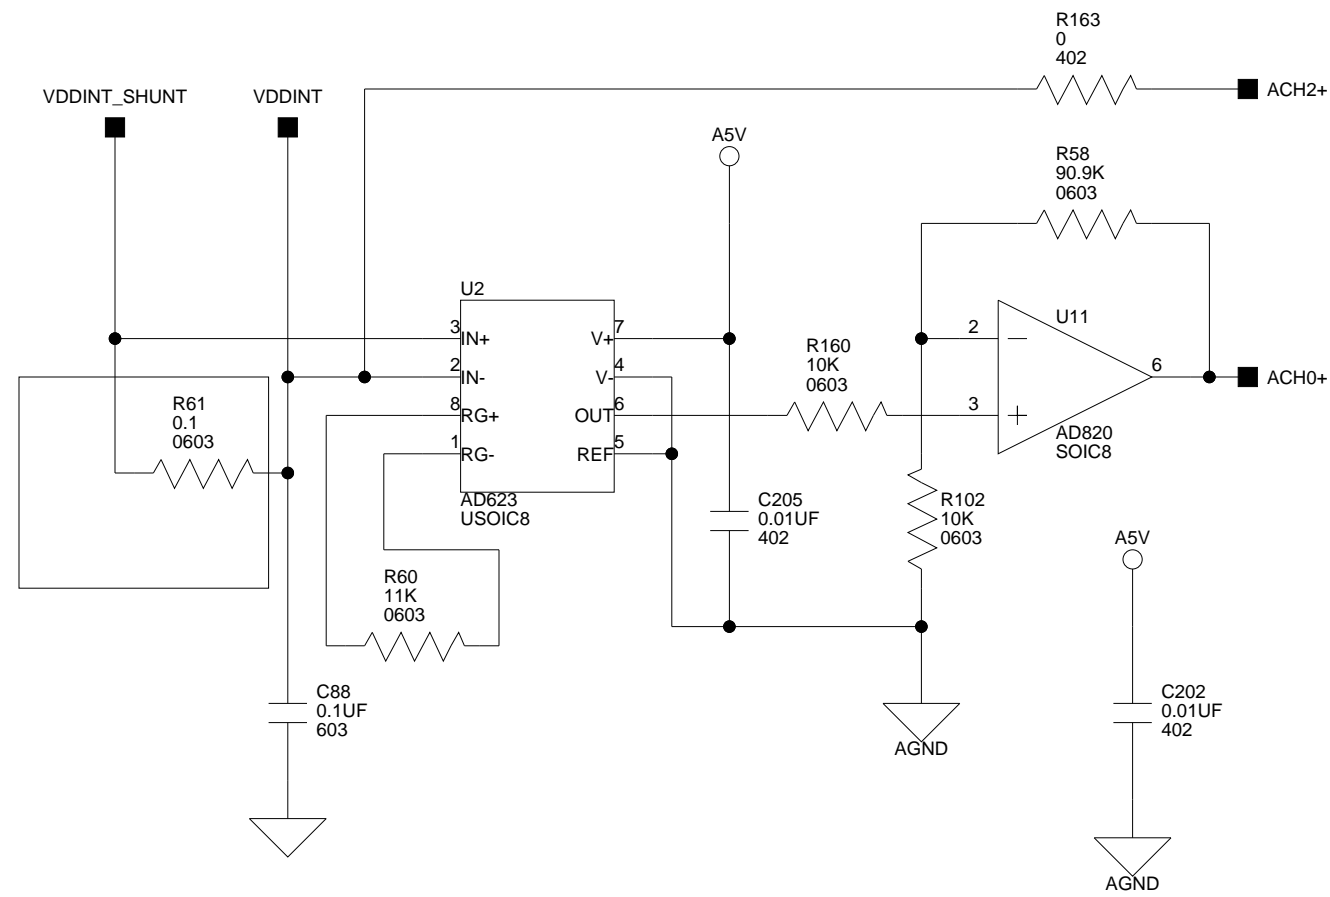 R163
0
402
ACH2+
VDDINT_SHUNT
VDDINT
A5V
R58
90.9K
0603
U2
3
IN+
2
IN-
8
RG+
1
RG-
7
V+
4
V-
6
OUT
5
REF
AD623
USOIC8
R160
10K
0603
U11
2
3
6
AD820
SOIC8
ACH0+
R61
0.1
0603
C205
0.01UF
402
R102
10K
0603
A5V
R60
11K
0603
C88
0.1UF
603
AGND
C202
0.01UF
402
AGND